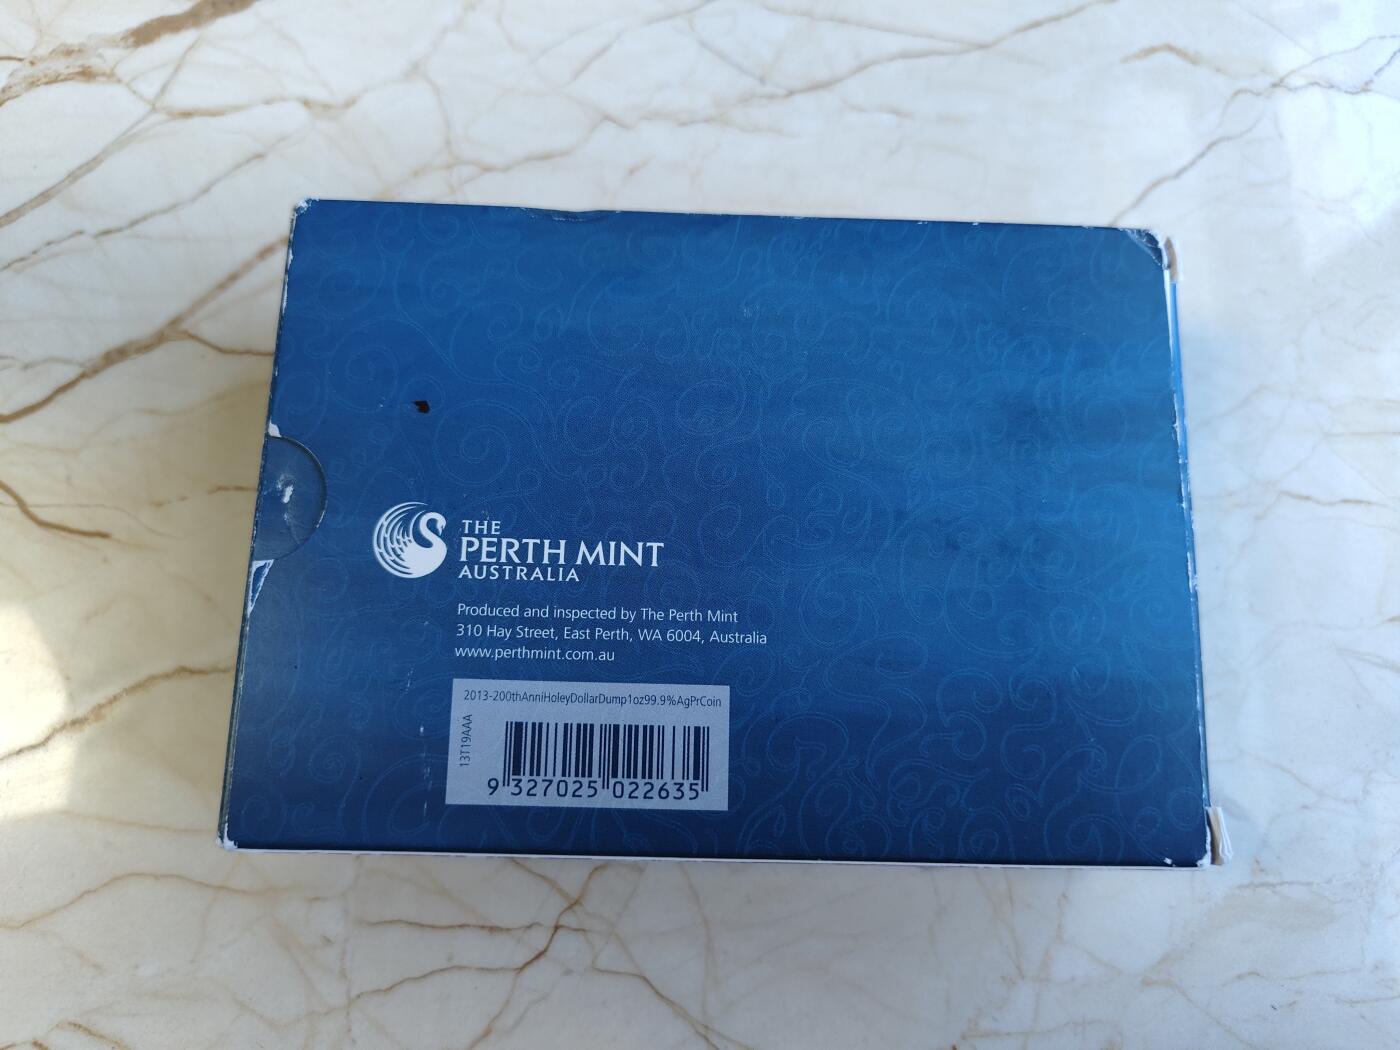 THE
PERTH MINT
AUSTRALIA
Produced and inspected by The Perth Mint
310 Hay Street, East Perth, WA 6004, Australia
www.perthmint.com.au
2013-200thAnniHoleyDollarDump1oz99.9%AgPrCoin
13T19AAA
9 327025 022635